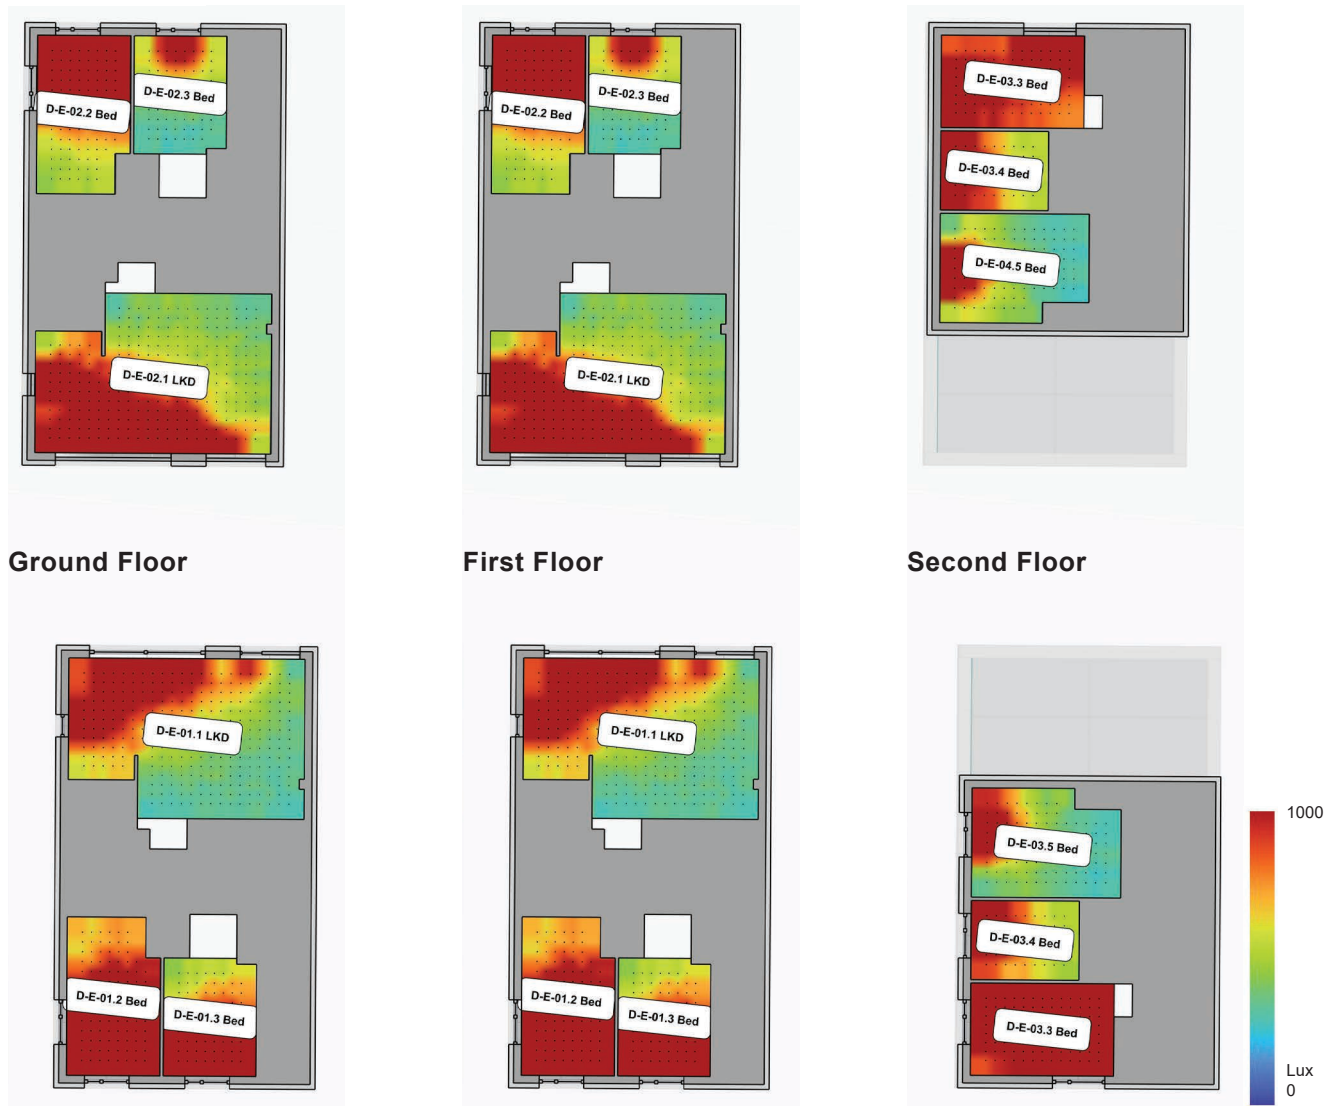 D-E-02.2 Bed
D-E-02.3 Bed
D-E-02.1 LKD
D-E-02.2 Bed
D-E-02.3 Bed
D-E-02.1 LKD
D-E-03.3 Bed
D-E-03.4 Bed
D-E-04.5 Bed
Ground Floor
First Floor
Second Floor
D-E-01.1 LKD
D-E-01.2 Bed
D-E-01.3 Bed
D-E-01.1 LKD
D-E-01.2 Bed
D-E-01.3 Bed
D-E-03.5 Bed
D-E-03.4 Bed
D-E-03.3 Bed
1000
Lux
0